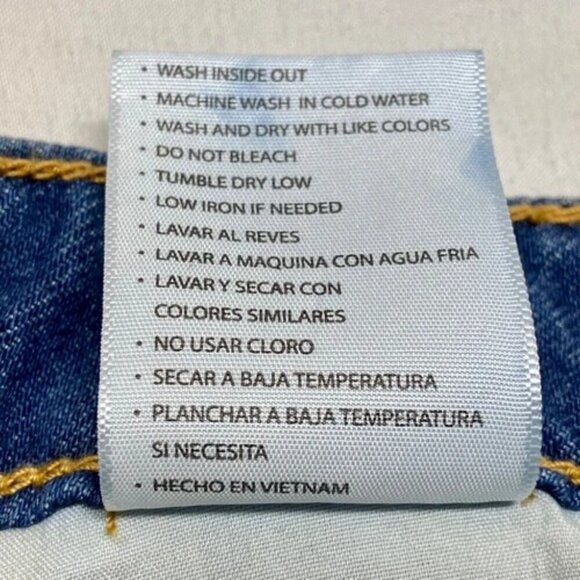 • WASH INSIDE OUT
• MACHINE WASH IN COLD WATER
• WASH AND DRY WITH LIKE COLORS
• DO NOT BLEACH
• TUMBLE DRY LOW
• LOW IRON IF NEEDED
• LAVAR AL REVES
• LAVAR A MAQUINA CON AGUA FRIA
• LAVAR Y SECAR CON
COLORES SIMILARES
• NO USAR CLORO
• SECAR A BAJA TEMPERATURA
• PLANCHAR A BAJA TEMPERATURA
SI NECESITA
• HECHO EN VIETNAM